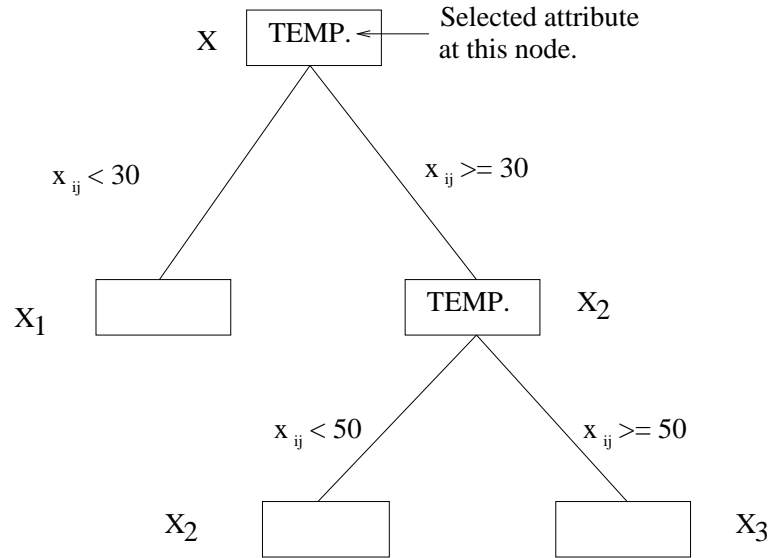 Selected attribute
at this node.
X
TEMP.
x ij < 30
x ij >= 30
X1
TEMP.
X2
x ij < 50
x ij >= 50
X2
X3